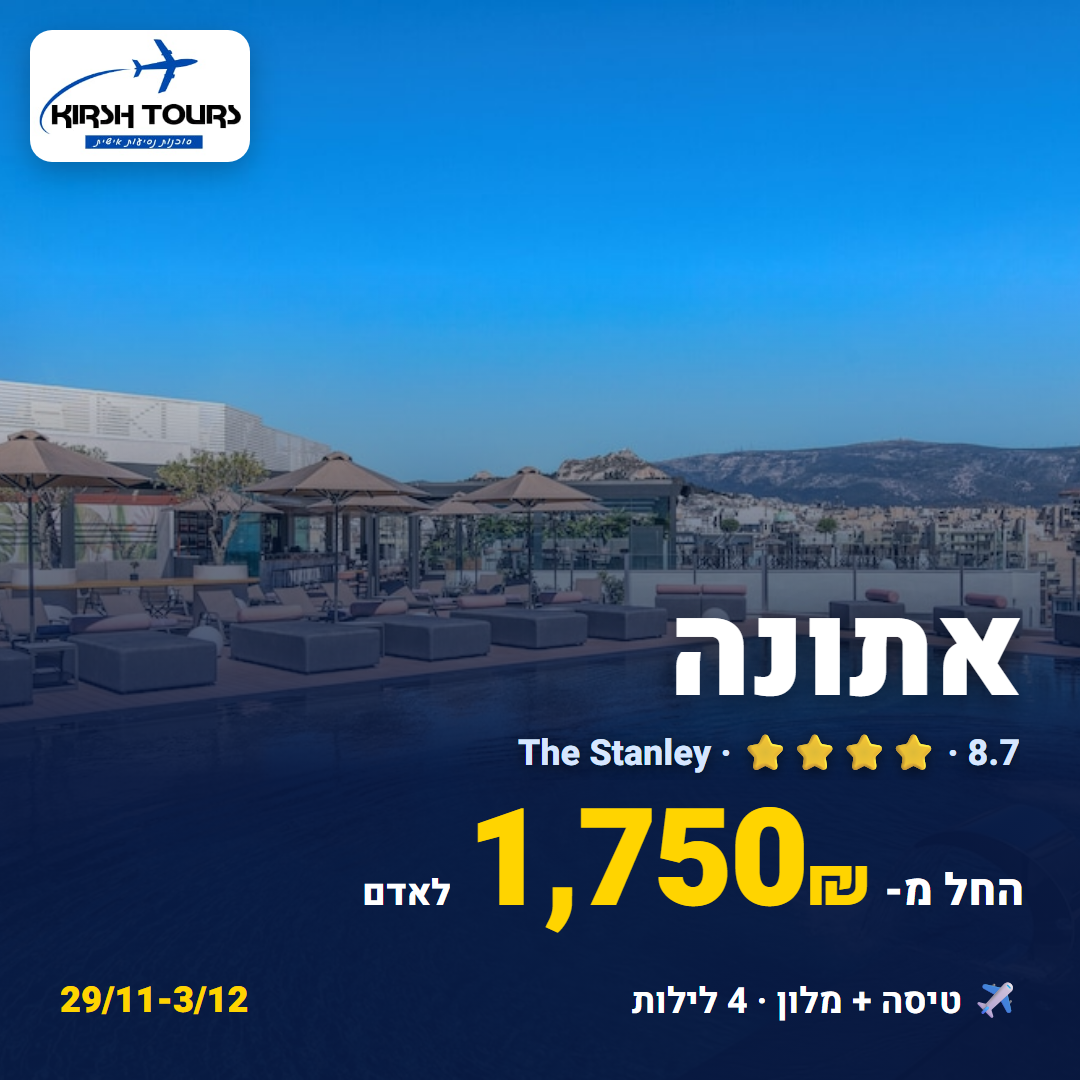 KIRSH TOURS
סוכנות נסיעות אישית
אתונה
The Stanley · ⭐⭐⭐⭐ · 8.7
החל מ- ₪1,750 לאדם
✈️ טיסה + מלון · 4 לילות
29/11-3/12